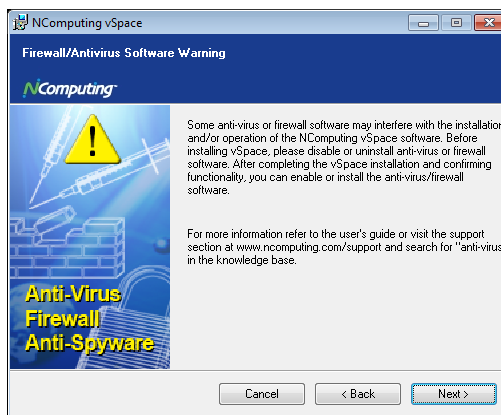 NComputing vSpace
Firewall/Antivirus Software Warning
NComputing
Some anti-virus or firewall software may interfere with the installation
and/or operation of the NComputing vSpace software. Before
installing vSpace, please disable or uninstall anti-virus or firewall
software. After completing the vSpace installation and confirming
functionality, you can enable or install the anti-virus/firewall
software.
For more information refer to the user's guide or visit the support
section at www.ncomputing.com/support and search for "anti-virus
in the knowledge base.
Anti-Virus
Firewall
Anti-Spyware
Cancel
< Back
Next >